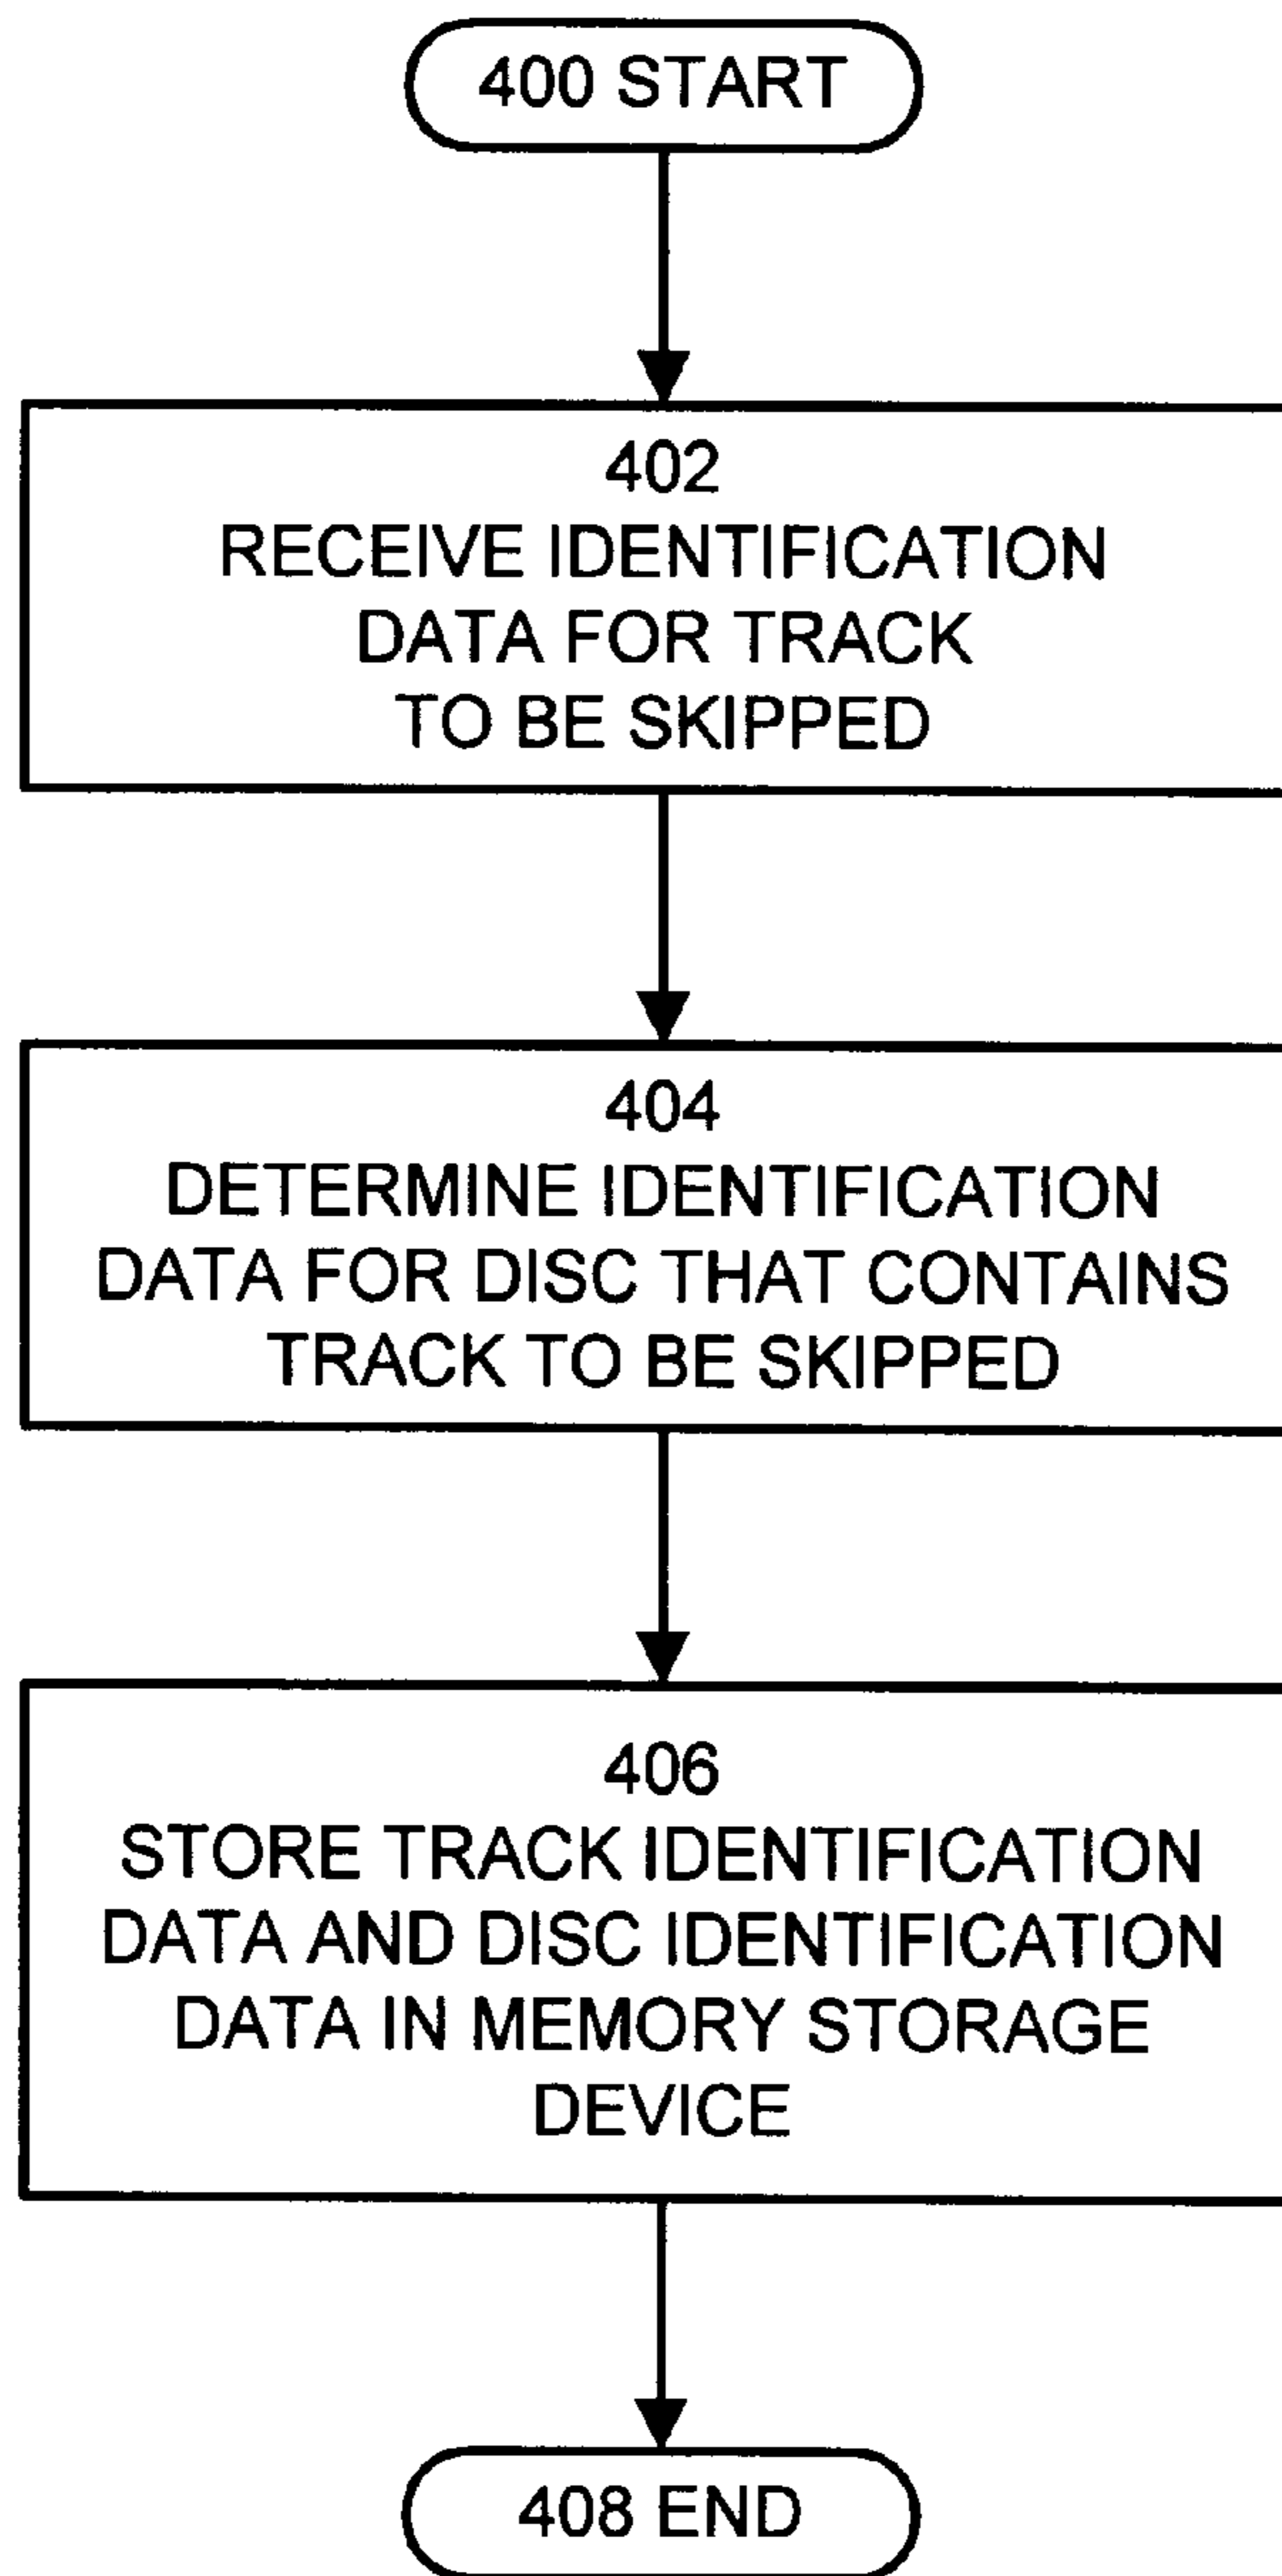 400 START
402
RECEIVE IDENTIFICATION
DATA FOR TRACK
TO BE SKIPPED
404
DETERMINE IDENTIFICATION
DATA FOR DISC THAT CONTAINS
TRACK TO BE SKIPPED
406
STORE TRACK IDENTIFICATION
DATA AND DISC IDENTIFICATION
DATA IN MEMORY STORAGE
DEVICE
408 END